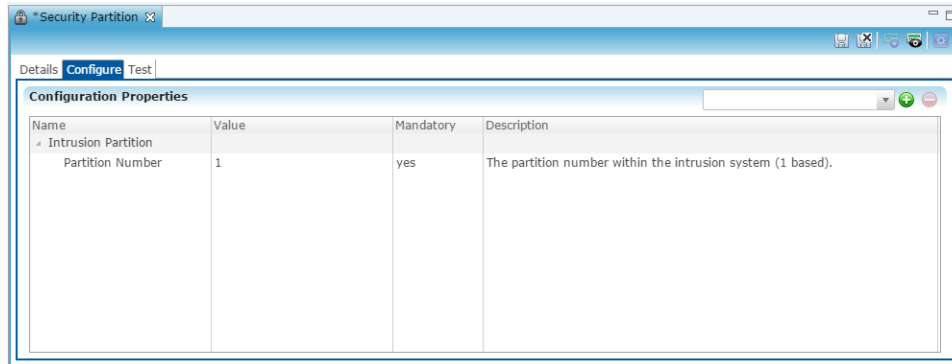 *Security Partition
Details Configure Test
Configuration Properties
Name Value Mandatory Description
Intrusion Partition
Partition Number 1 yes The partition number within the intrusion system (1 based).